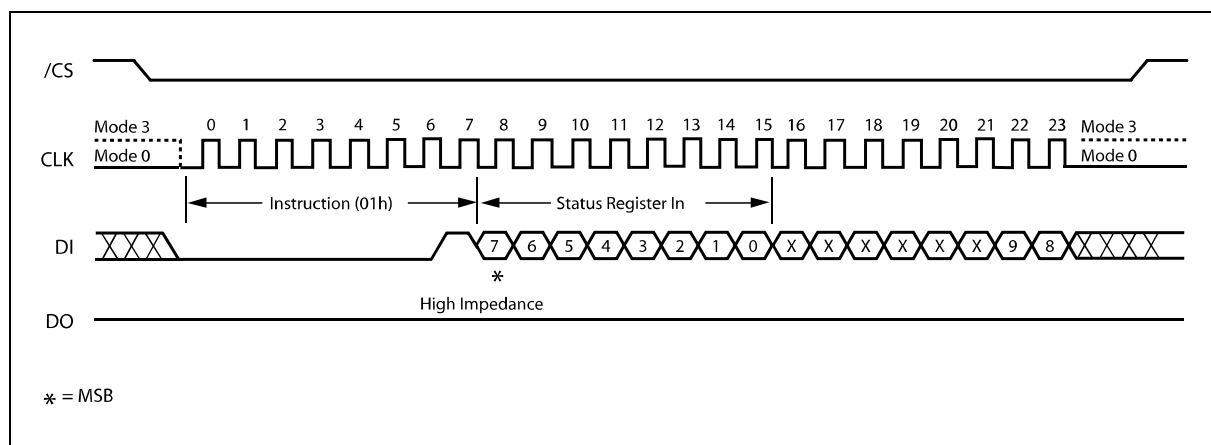 /CS
Mode 3 0 1 2 3 4 5 6 7 8 9 10 11 12 13 14 15 16 17 18 19 20 21 22 23 Mode 3
CLK Mode 0 Mode 0
Instruction (01h) Status Register In
DI 7 6 5 4 3 2 1 0 X X X X X X 9 8
*
High Impedance
DO
* = MSB